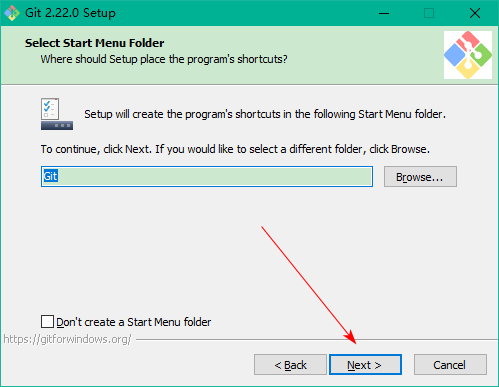 Git 2.22.0 Setup
Select Start Menu Folder
Where should Setup place the program's shortcuts?
Setup will create the program's shortcuts in the following Start Menu folder.
To continue, click Next. If you would like to select a different folder, click Browse.
Git
Browse...
Don't create a Start Menu folder
https://gitforwindows.org/
< Back
Next >
Cancel